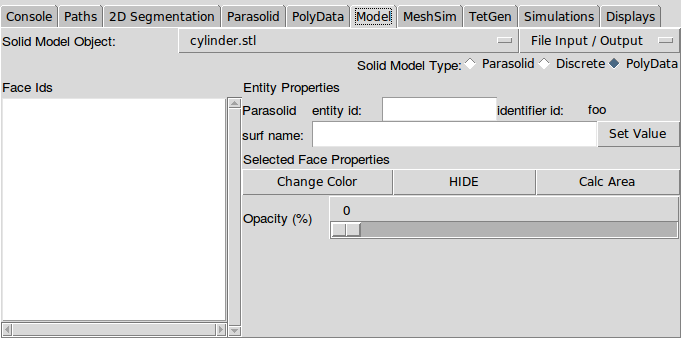 Console Paths 2D Segmentation Parasolid PolyData Model MeshSim TetGen Simulations Displays
Solid Model Object: cylinder.stl File Input / Output
Solid Model Type: Parasolid Discrete PolyData
Face Ids Entity Properties
Parasolid entity id: identifier id: foo
surf name: Set Value
Selected Face Properties
Change Color HIDE Calc Area
0
Opacity (%)